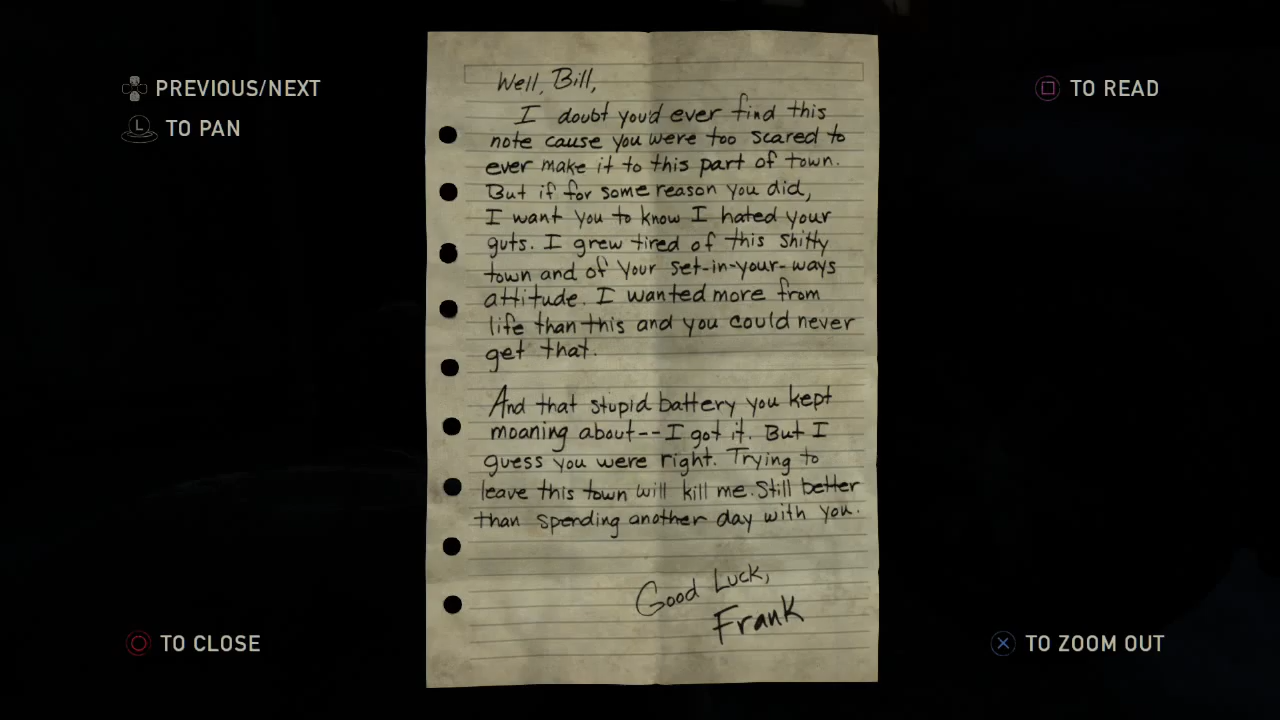 PREVIOUS/NEXT
L TO PAN
TO READ
Well, Bill,
I doubt you'd ever find this
note cause you were too scared to
ever make it to this part of town.
But if for some reason you did,
I want you to know I hated your
guts. I grew tired of this shitty
town and of your set-in-your-ways
attitude. I wanted more from
life than this and you could never
get that.
And that stupid battery you kept
moaning about--I got it. But I
guess you were right. Trying to
leave this town will kill me. Still better
than spending another day with you.
Good Luck,
Frank
TO CLOSE
TO ZOOM OUT